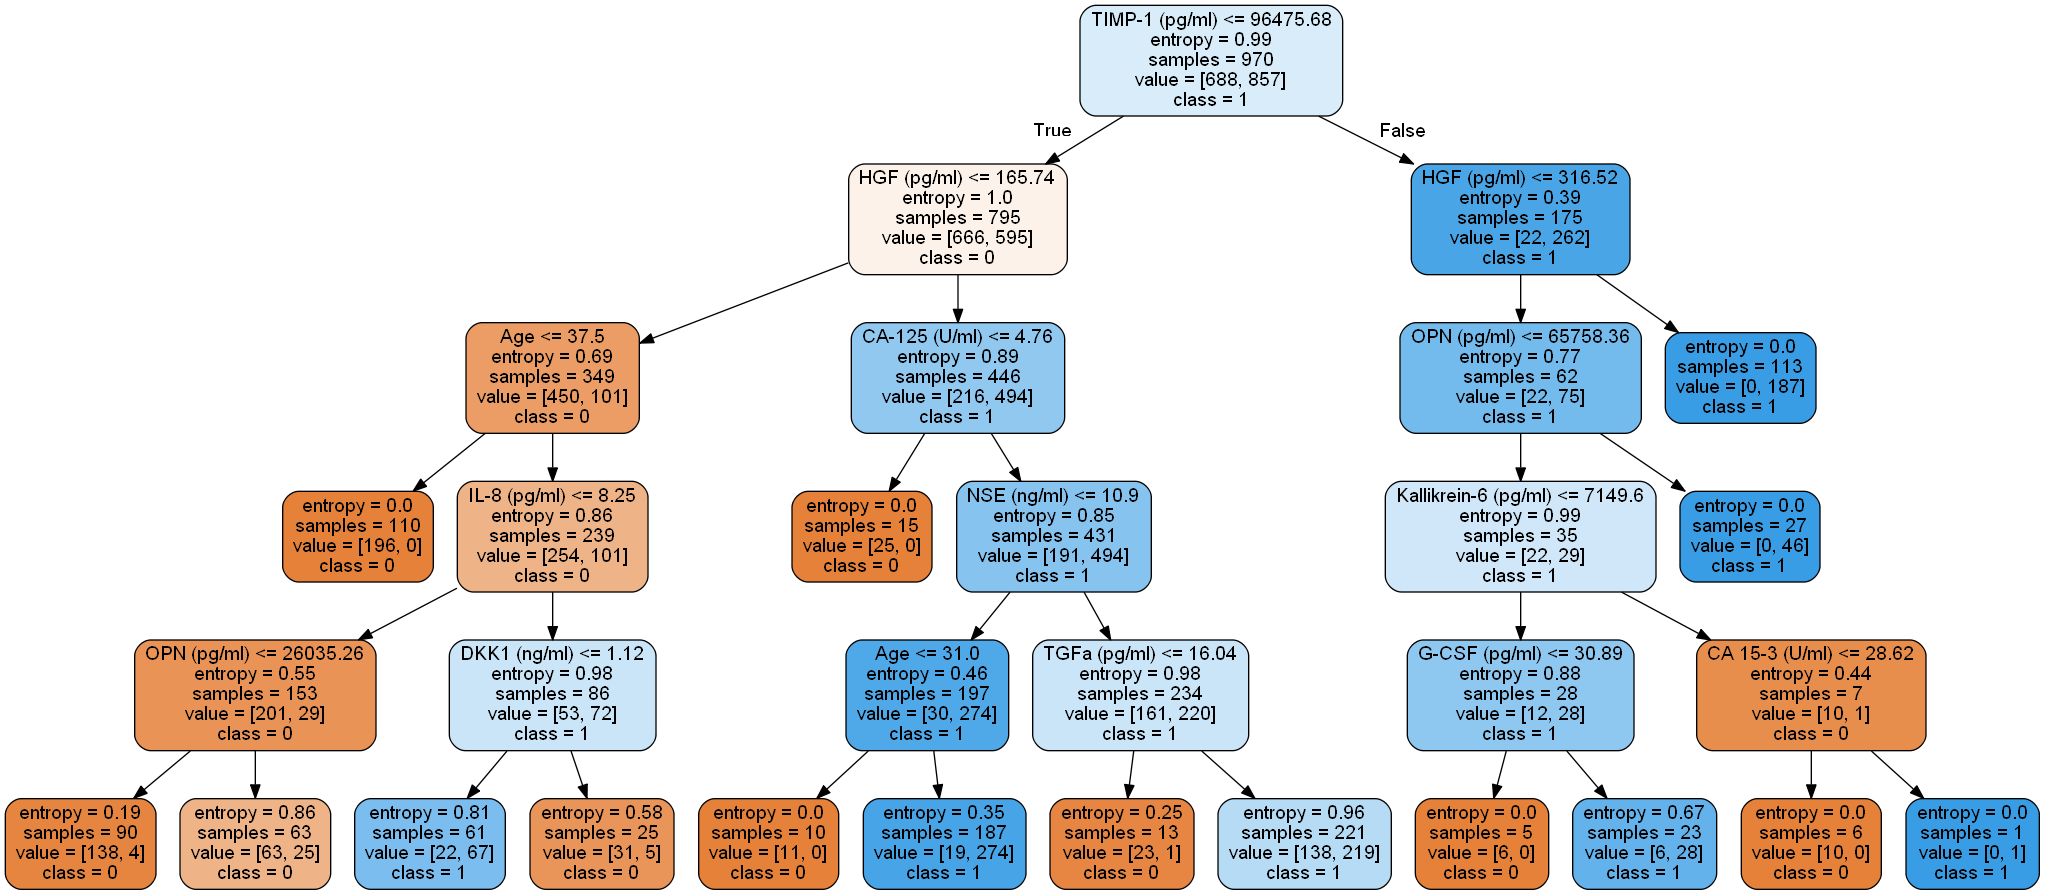 TIMP-1 (pg/ml) <= 96475.68
entropy = 0.99
samples = 970
value = [688, 857]
class = 1
True
False
HGF (pg/ml) <= 165.74
entropy = 1.0
samples = 795
value = [666, 595]
class = 0
HGF (pg/ml) <= 316.52
entropy = 0.39
samples = 175
value = [22, 262]
class = 1
Age <= 37.5
entropy = 0.69
samples = 349
value = [450, 101]
class = 0
CA-125 (U/ml) <= 4.76
entropy = 0.89
samples = 446
value = [216, 494]
class = 1
OPN (pg/ml) <= 65758.36
entropy = 0.77
samples = 62
value = [22, 75]
class = 1
entropy = 0.0
samples = 113
value = [0, 187]
class = 1
entropy = 0.0
samples = 110
value = [196, 0]
class = 0
IL-8 (pg/ml) <= 8.25
entropy = 0.86
samples = 239
value = [254, 101]
class = 0
entropy = 0.0
samples = 15
value = [25, 0]
class = 0
NSE (ng/ml) <= 10.9
entropy = 0.85
samples = 431
value = [191, 494]
class = 1
Kallikrein-6 (pg/ml) <= 7149.6
entropy = 0.99
samples = 35
value = [22, 29]
class = 1
entropy = 0.0
samples = 27
value = [0, 46]
class = 1
OPN (pg/ml) <= 26035.26
entropy = 0.55
samples = 153
value = [201, 29]
class = 0
DKK1 (ng/ml) <= 1.12
entropy = 0.98
samples = 86
value = [53, 72]
class = 1
Age <= 31.0
entropy = 0.46
samples = 197
value = [30, 274]
class = 1
TGFa (pg/ml) <= 16.04
entropy = 0.98
samples = 234
value = [161, 220]
class = 1
G-CSF (pg/ml) <= 30.89
entropy = 0.88
samples = 28
value = [12, 28]
class = 1
CA 15-3 (U/ml) <= 28.62
entropy = 0.44
samples = 7
value = [10, 1]
class = 0
entropy = 0.19
samples = 90
value = [138, 4]
class = 0
entropy = 0.86
samples = 63
value = [63, 25]
class = 0
entropy = 0.81
samples = 61
value = [22, 67]
class = 1
entropy = 0.58
samples = 25
value = [31, 5]
class = 0
entropy = 0.0
samples = 10
value = [11, 0]
class = 0
entropy = 0.35
samples = 187
value = [19, 274]
class = 1
entropy = 0.25
samples = 13
value = [23, 1]
class = 0
entropy = 0.96
samples = 221
value = [138, 219]
class = 1
entropy = 0.0
samples = 5
value = [6, 0]
class = 0
entropy = 0.67
samples = 23
value = [6, 28]
class = 1
entropy = 0.0
samples = 6
value = [10, 0]
class = 0
entropy = 0.0
samples = 1
value = [0, 1]
class = 1